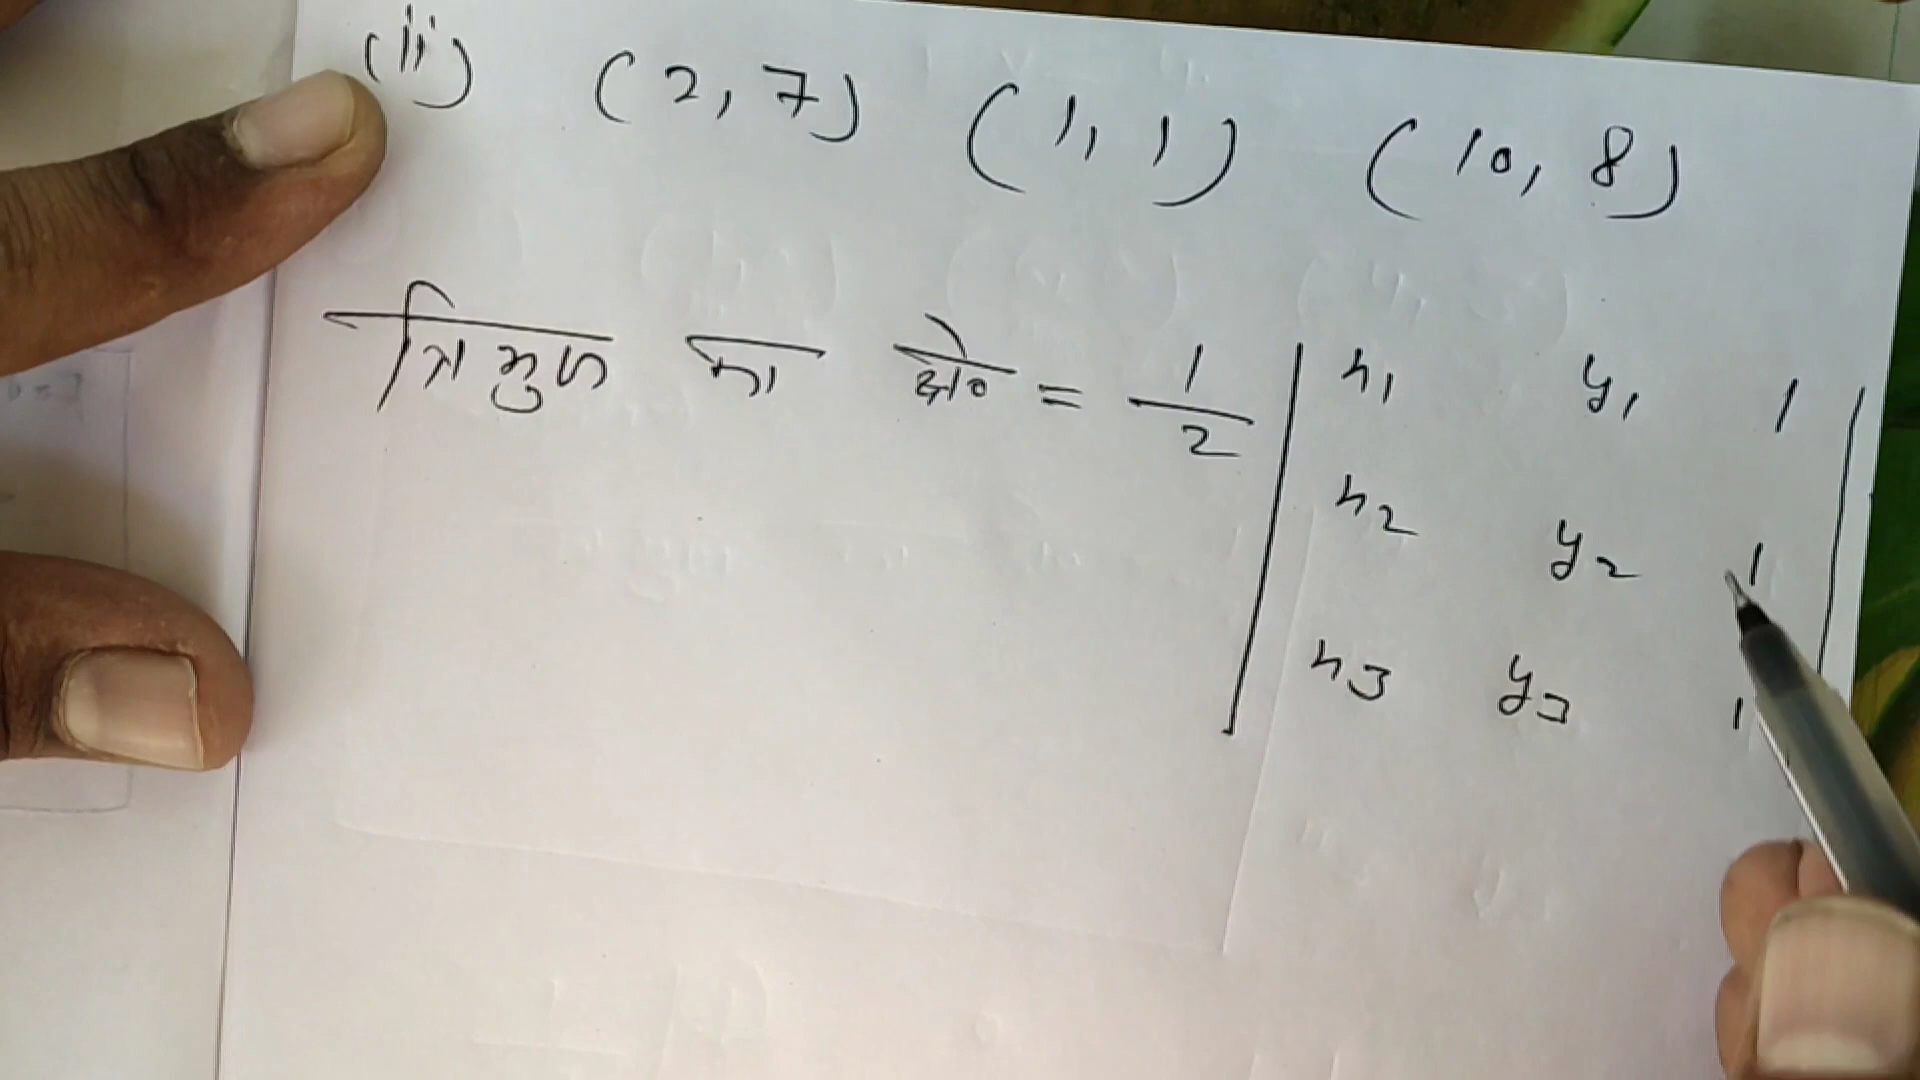 (ii) (2, 7) (1, 1) (10, 8)
त्रिभुज का क्षे० = 1/2 | x1 y1 1
x2 y2 1
x3 y3 1 |